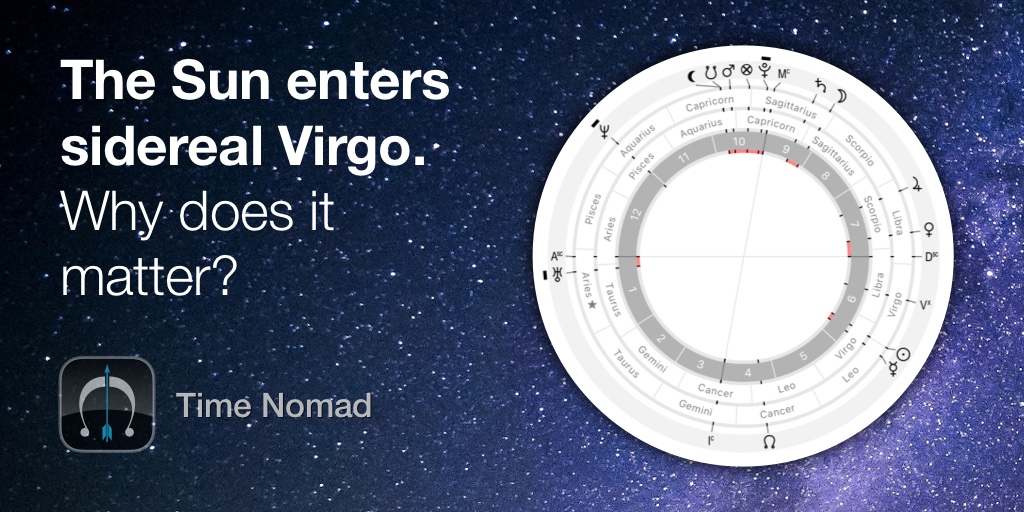 The Sun enters
sidereal Virgo.
Why does it
matter?
Time Nomad
Mc
Capricorn
Sagittarius
Aquarius
Capricorn
Aquarius
Sagittarius
Scorpio
Pisces
10
9
11
8
Pisces
Aries
12
7
Scorpio
Libra
Asc
Dsc
Aries
Taurus
1
6
Libra
Virgo
Vx
Taurus
Gemini
2
3
4
5
Virgo
Leo
Cancer
Leo
Gemini
Cancer
Ic